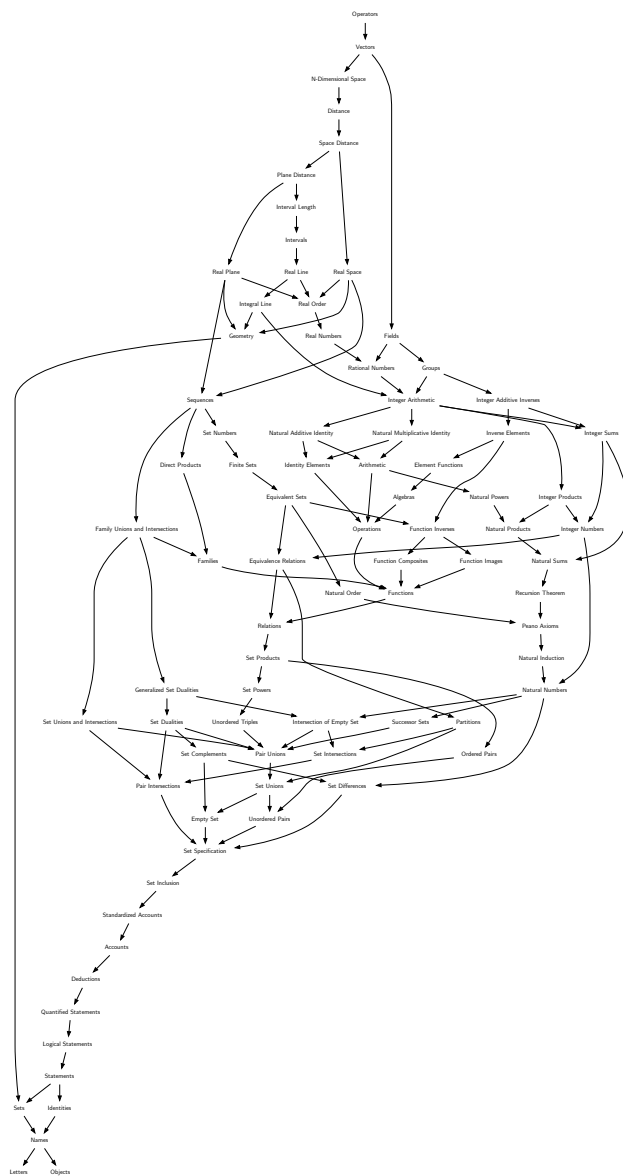 Operators
Vectors
N-Dimensional Space
Distance
Space Distance
Plane Distance
Interval Length
Intervals
Real Plane Real Line Real Space
Integral Line Real Order
Geometry Real Numbers Fields
Rational Numbers Groups
Sequences Integer Arithmetic Integer Additive Inverses
Set Numbers Natural Additive Identity Natural Multiplicative Identity Inverse Elements Integer Sums
Direct Products Finite Sets Identity Elements Arithmetic Element Functions
Equivalent Sets Algebras Natural Powers Integer Products
Family Unions and Intersections Operations Function Inverses Natural Products Integer Numbers
Families Equivalence Relations Function Composites Function Images Natural Sums
Natural Order Functions Recursion Theorem
Relations Peano Axioms
Set Products Natural Induction
Generalized Set Dualities Set Powers Natural Numbers
Set Unions and Intersections Set Dualities Unordered Triples Intersection of Empty Set Successor Sets Partitions
Set Complements Pair Unions Set Intersections Ordered Pairs
Pair Intersections Set Unions Set Differences
Empty Set Unordered Pairs
Set Specification
Set Inclusion
Standardized Accounts
Accounts
Deductions
Quantified Statements
Logical Statements
Statements
Sets Identities
Names
Letters Objects